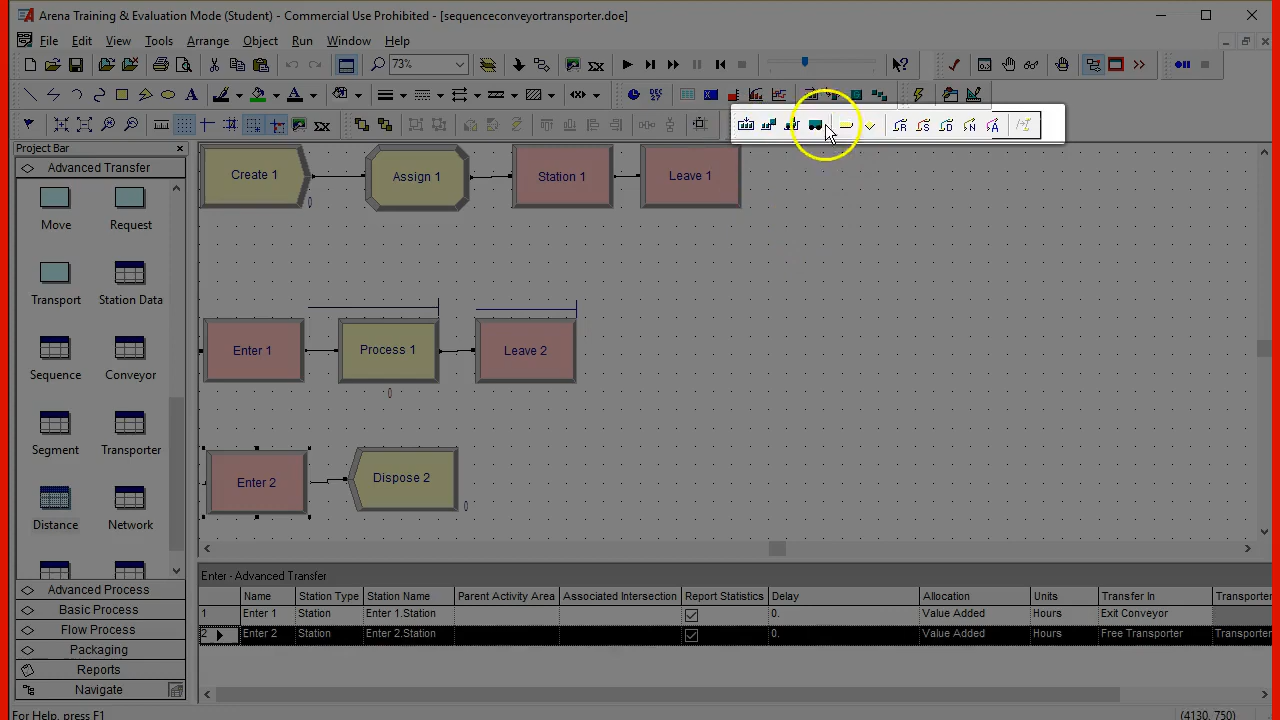 Arena Training & Evaluation Mode (Student) - Commercial Use Prohibited - [sequenceconveyortransporter.doe]
File Edit View Tools Arrange Object Run Window Help
73%
Project Bar
Advanced Transfer
Move Request
Transport Station Data
Sequence Conveyor
Segment Transporter
Distance Network
Advanced Process
Basic Process
Flow Process
Packaging
Reports
Navigate
Create 1 Assign 1 Station 1 Leave 1
0
Enter 1 Process 1 Leave 2
0
Enter 2 Dispose 2
0
Enter - Advanced Transfer
Name Station Type Station Name Parent Activity Area Associated Intersection Report Statistics Delay Allocation Units Transfer In Transporter
1 Enter 1 Station Enter 1.Station 0. Value Added Hours Exit Conveyor
2 Enter 2 Station Enter 2.Station 0. Value Added Hours Free Transporter Transporter
For Help, press F1
(4130, 750)